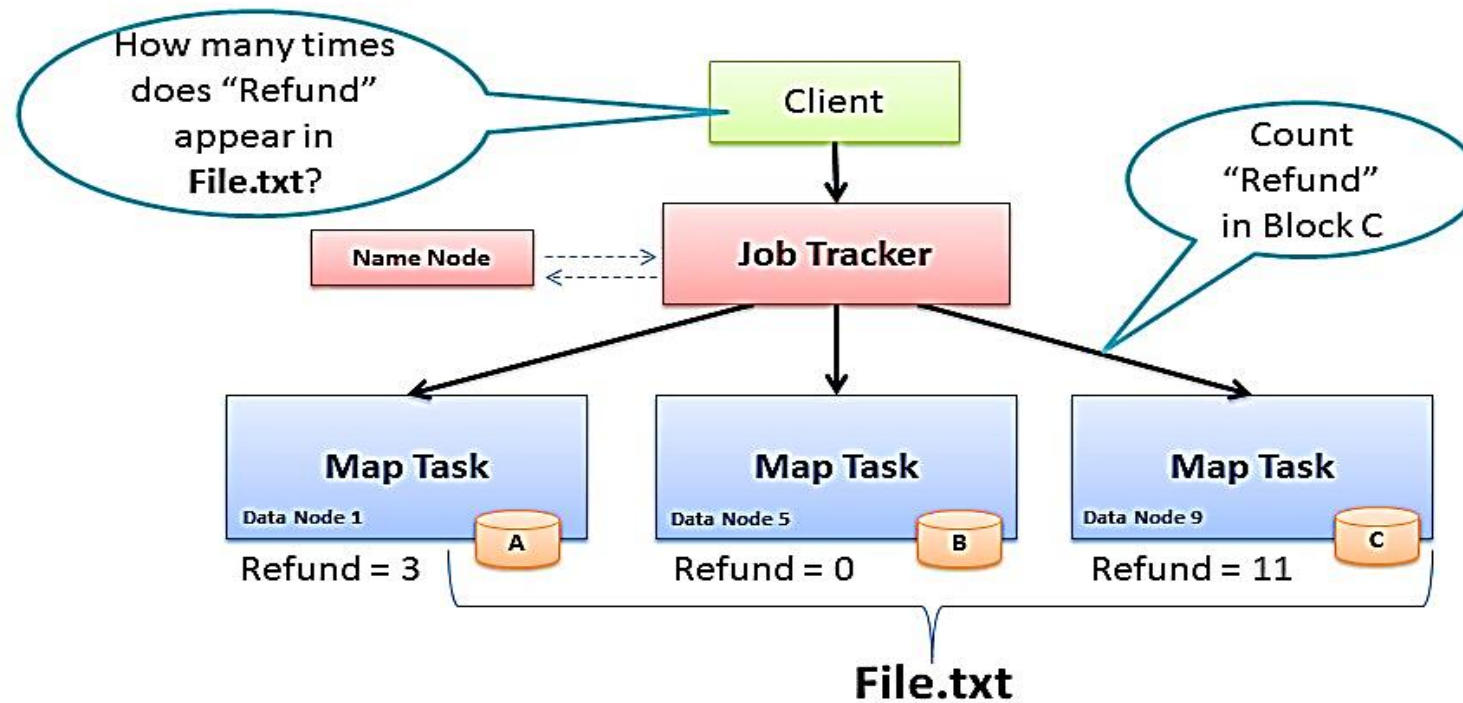 How many times
does “Refund”
appear in
File.txt?
Client
Count
“Refund”
in Block C
Name Node
Job Tracker
Map Task
Data Node 1
A
Refund = 3
Map Task
Data Node 5
B
Refund = 0
Map Task
Data Node 9
C
Refund = 11
File.txt